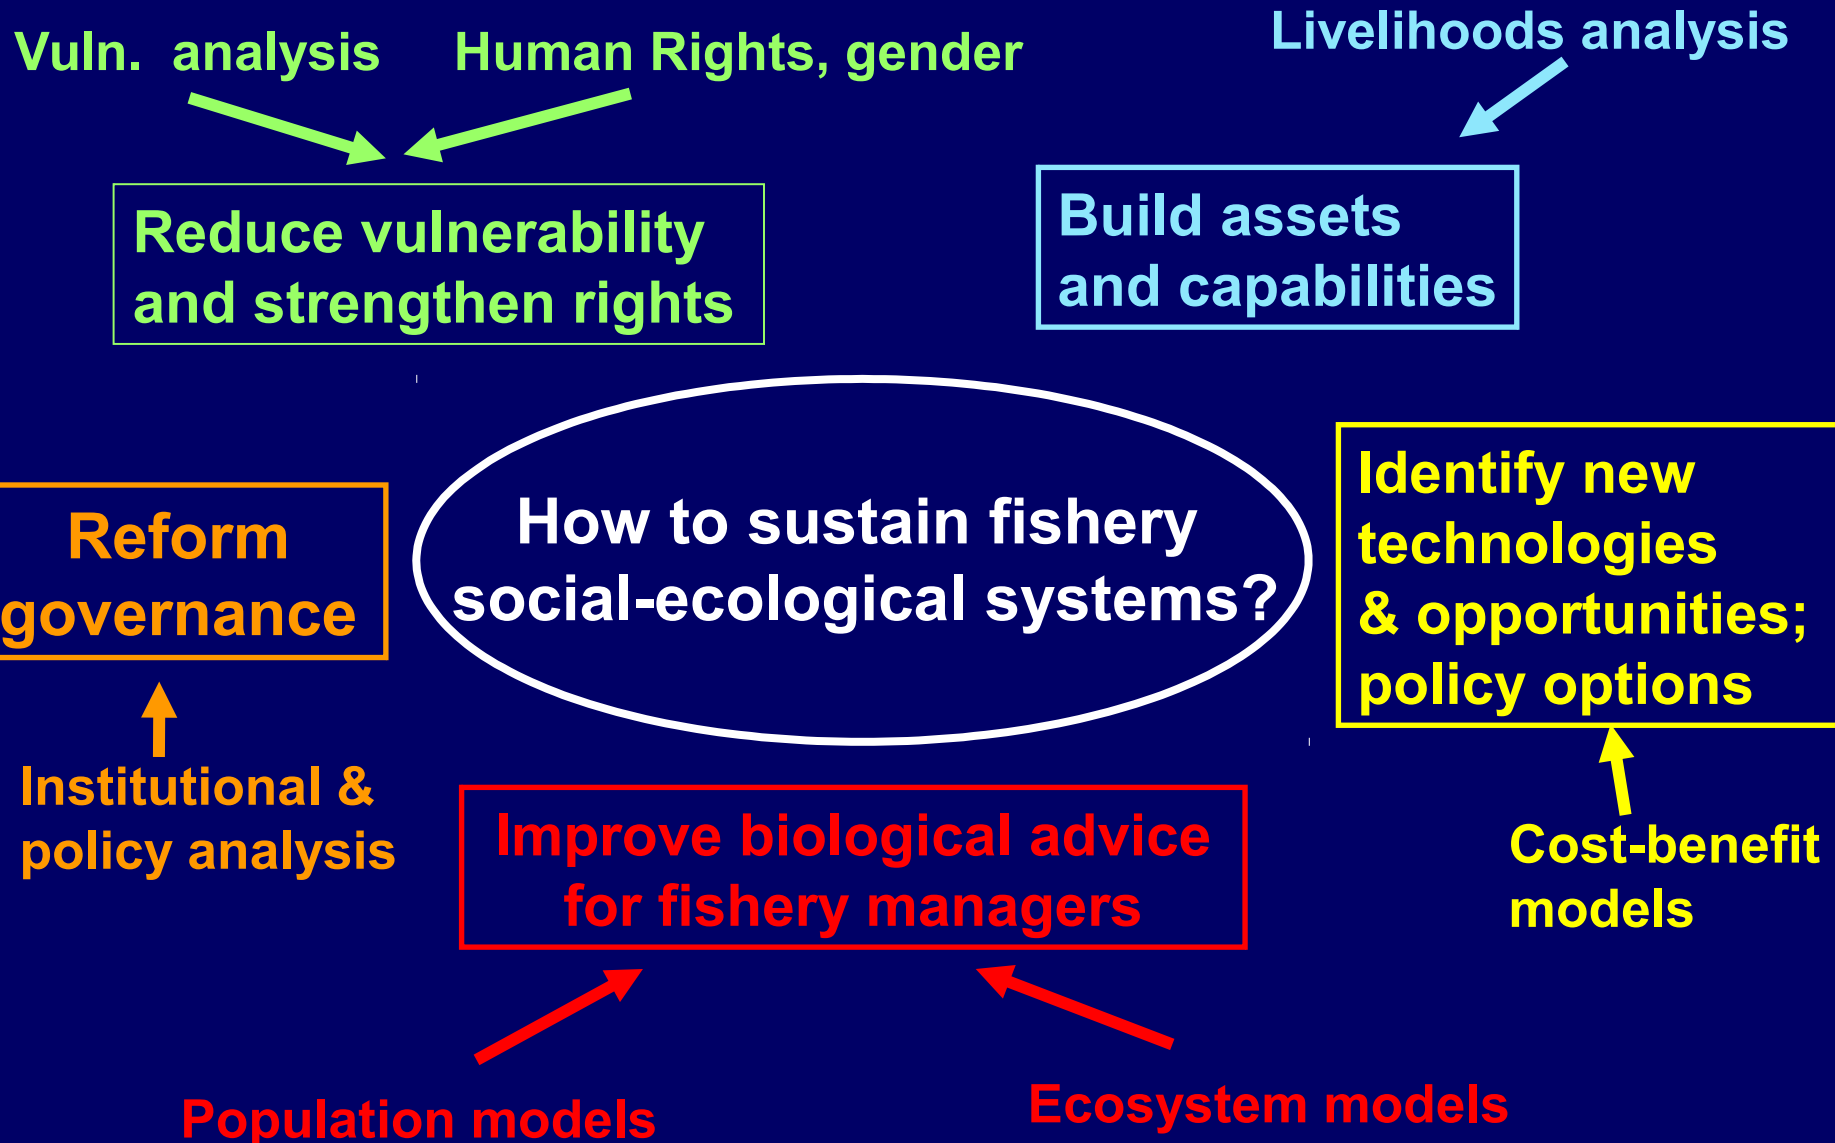 Vuln. analysis
Human Rights, gender
Livelihoods analysis
Reduce vulnerability
and strengthen rights
Build assets
and capabilities
How to sustain fishery
social-ecological systems?
Reform
governance
Identify new
technologies
& opportunities;
policy options
Institutional &
policy analysis
Improve biological advice
for fishery managers
Cost-benefit
models
Population models
Ecosystem models